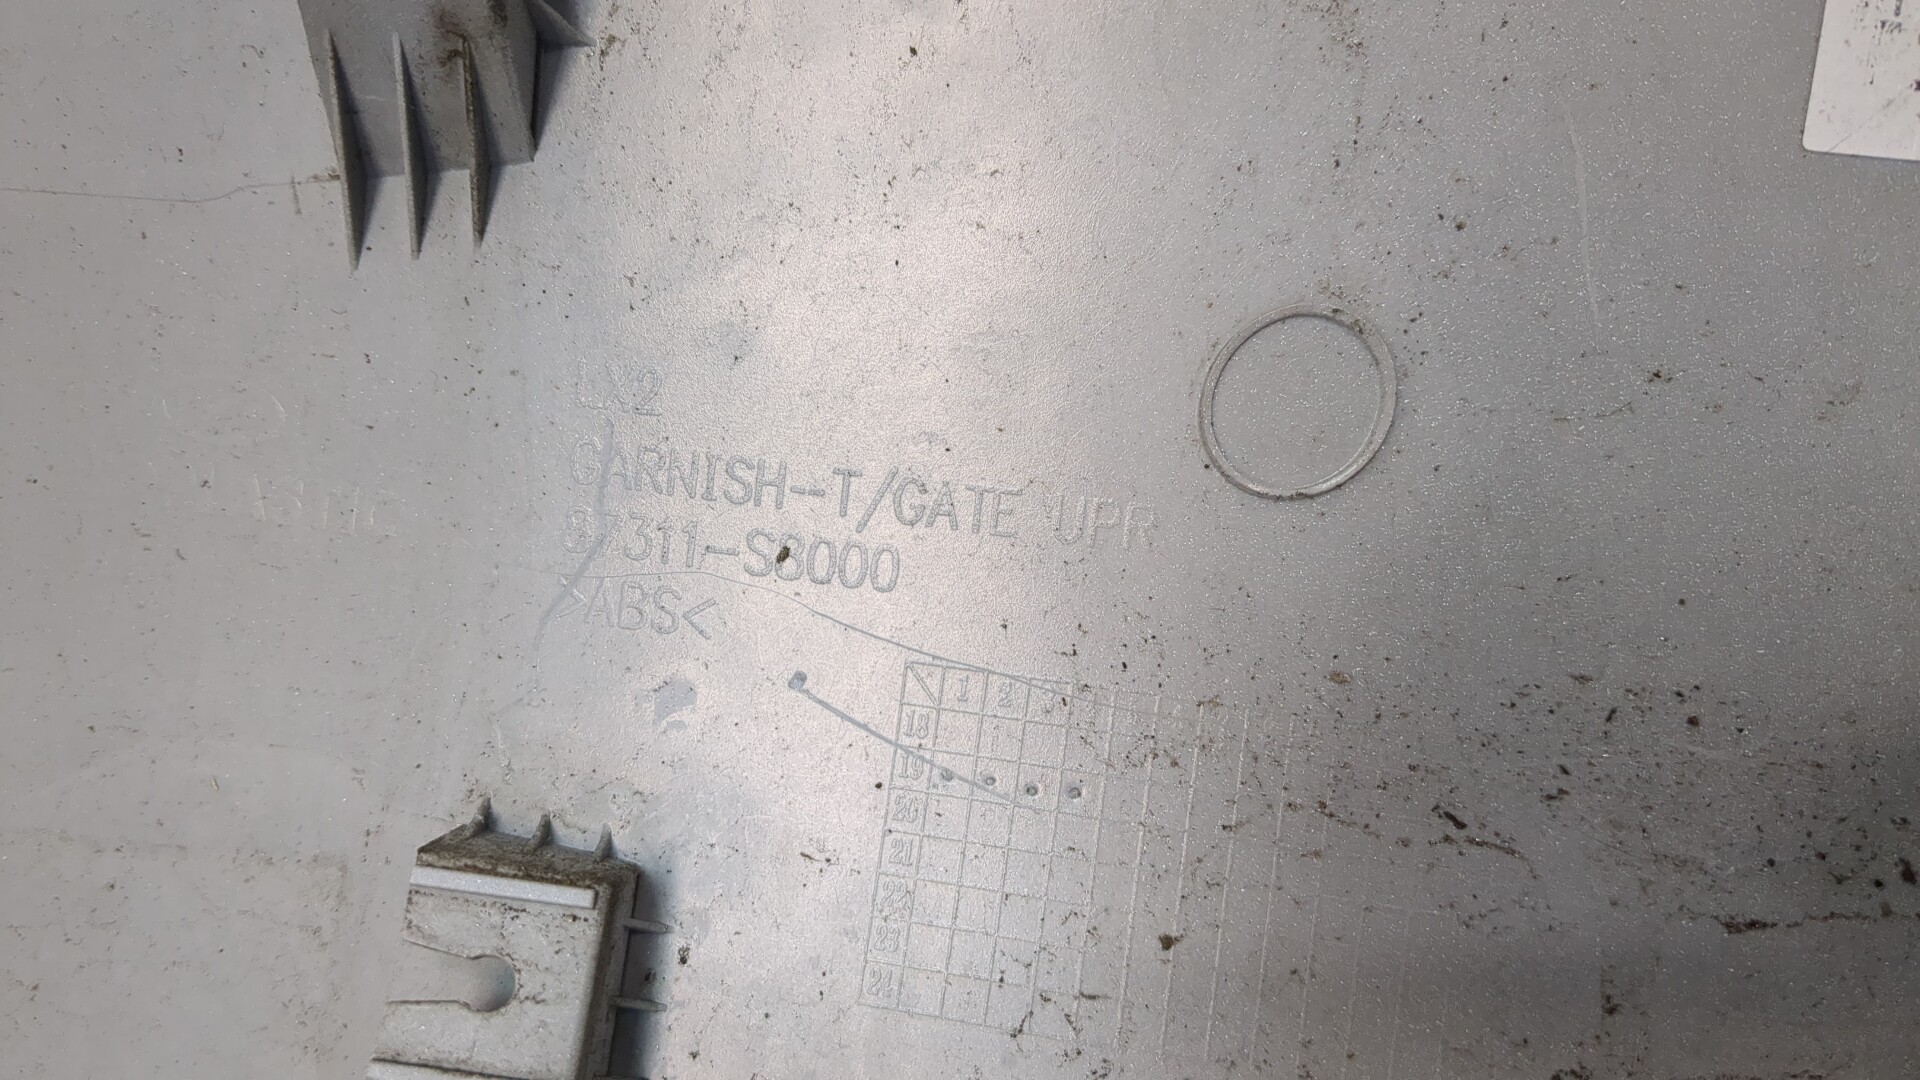 LX2
GARNISH-T/GATE UPR
87311-S8000
>ABS<
1 2
18
19
20
21
22
23
24